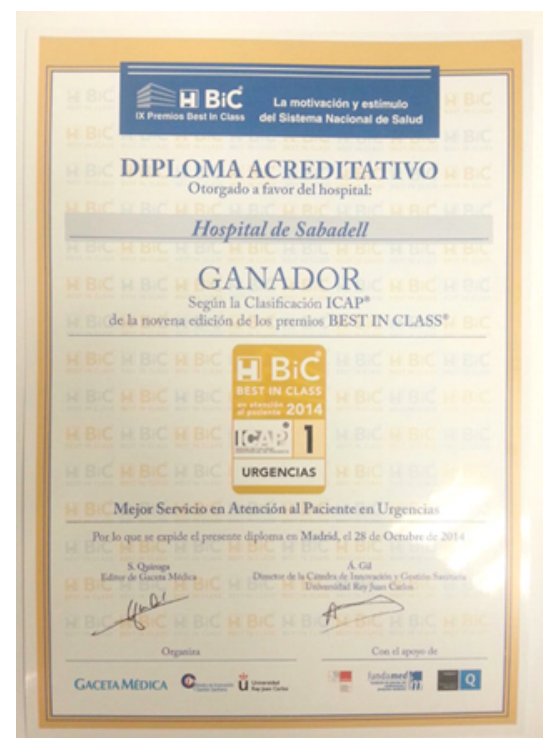 H BiC®
IX Premios Best In Class
La motivación y estímulo
del Sistema Nacional de Salud
DIPLOMA ACREDITATIVO
Otorgado a favor del hospital:
Hospital de Sabadell
GANADOR
Según la Clasificación ICAP®
de la novena edición de los premios BEST IN CLASS®
H BiC®
BEST IN CLASS
en atención
al paciente 2014
ICAP® 1
URGENCIAS
Mejor Servicio en Atención al Paciente en Urgencias
Por lo que se expide el presente diploma en Madrid, el 28 de Octubre de 2014
S. Quiroga
Editor de Gaceta Médica
Á. Gil
Director de la Cátedra de Innovación y Gestión Sanitaria
Universidad Rey Juan Carlos
Organiza
Con el apoyo de
GACETA MÉDICA
Universidad
Rey Juan Carlos
fundamed
Q